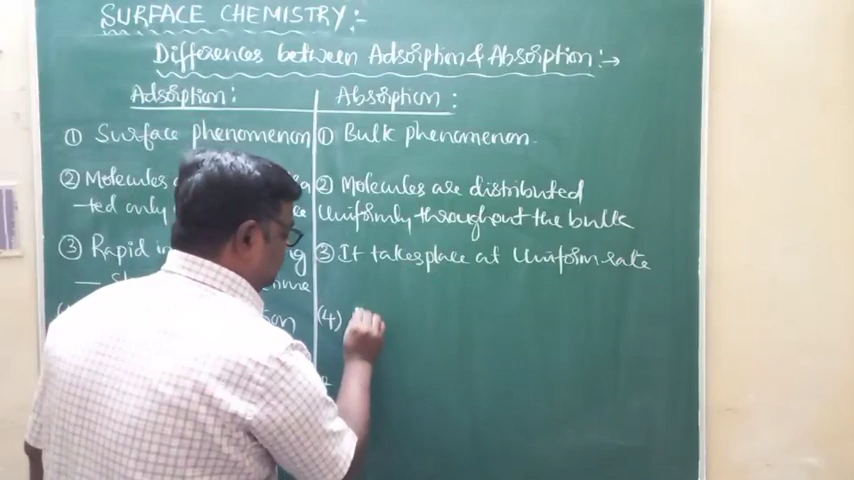 SURFACE CHEMISTRY:-
Differences between Adsorption & Absorption:→
Adsorption:
① Surface phenomenon
② Molecules
-ted only
③ Rapid in
Absorption:
① Bulk phenomenon.
② Molecules are distributed
Uniformly throughout the bulk
③ It takes place at Uniform rate
(4)